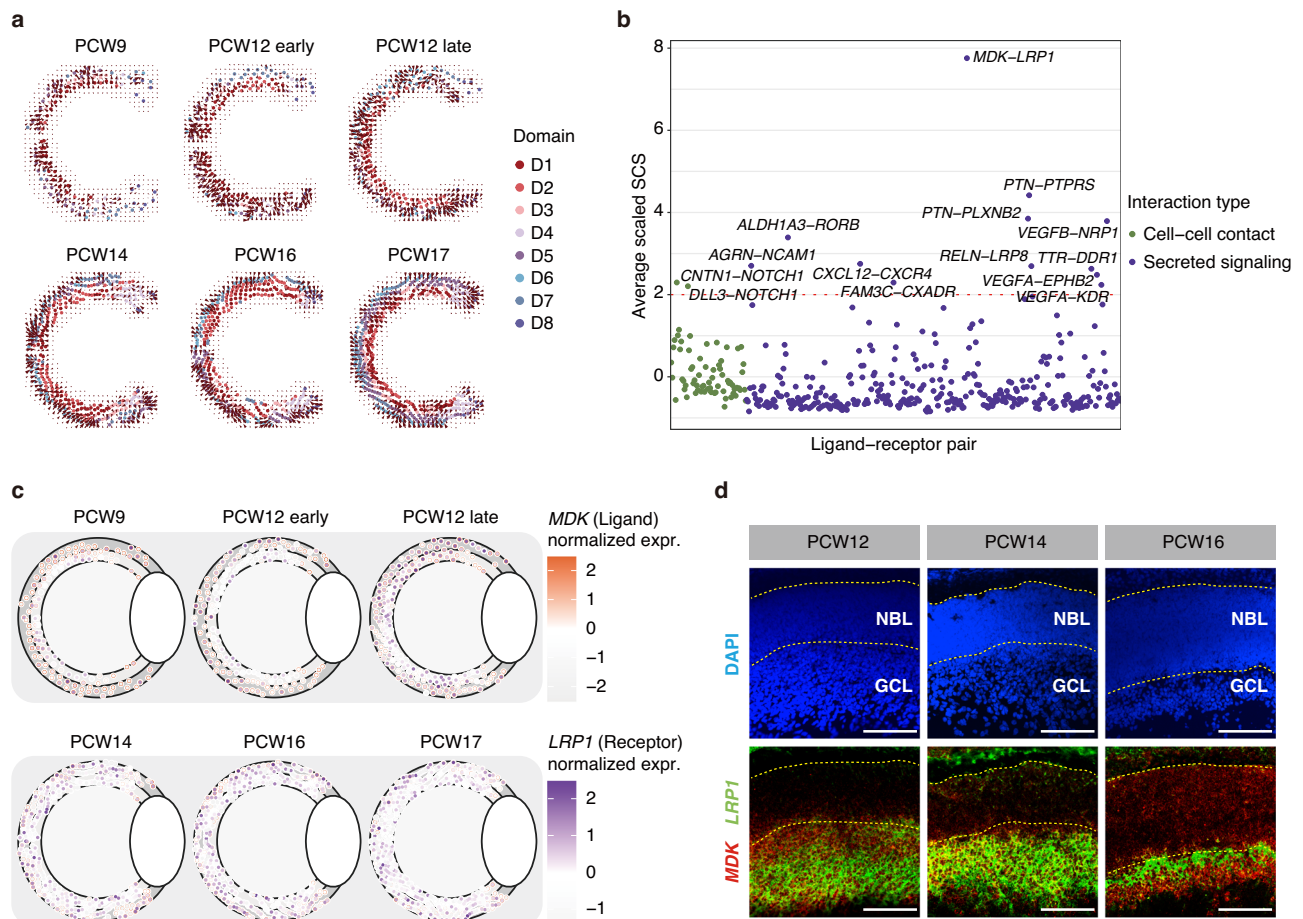 a
PCW9
PCW12 early
PCW12 late
PCW14
PCW16
PCW17
Domain
D1
D2
D3
D4
D5
D6
D7
D8
b
Average scaled SCS
8
6
4
2
0
MDK−LRP1
PTN−PTPRS
PTN−PLXNB2
VEGFB−NRP1
ALDH1A3−RORB
AGRN−NCAM1
RELN−LRP8
TTR−DDR1
CNTN1−NOTCH1
CXCL12−CXCR4
VEGFA−EPHB2
DLL3−NOTCH1
FAM3C−CXADR
VEGFA−KDR
Ligand−receptor pair
Interaction type
Cell−cell contact
Secreted signaling
c
PCW9
PCW12 early
PCW12 late
MDK (Ligand)
normalized expr.
2
1
0
−1
−2
PCW14
PCW16
PCW17
LRP1 (Receptor)
normalized expr.
2
1
0
−1
d
PCW12
PCW14
PCW16
DAPI
NBL
GCL
NBL
GCL
NBL
GCL
MDK LRP1